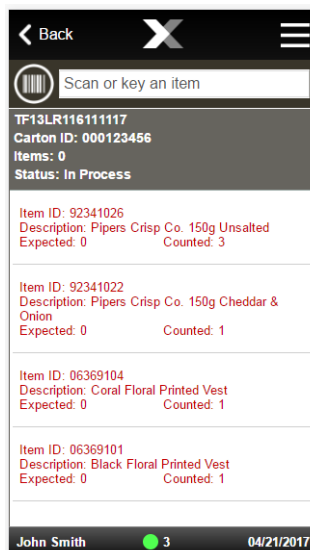 Back
Scan or key an item
TF13LR116111117
Carton ID: 000123456
Items: 0
Status: In Process
Item ID: 92341026
Description: Pipers Crisp Co. 150g Unsalted
Expected: 0 Counted: 3
Item ID: 92341022
Description: Pipers Crisp Co. 150g Cheddar &
Onion
Expected: 0 Counted: 1
Item ID: 06369104
Description: Coral Floral Printed Vest
Expected: 0 Counted: 1
Item ID: 06369101
Description: Black Floral Printed Vest
Expected: 0 Counted: 1
John Smith 3 04/21/2017